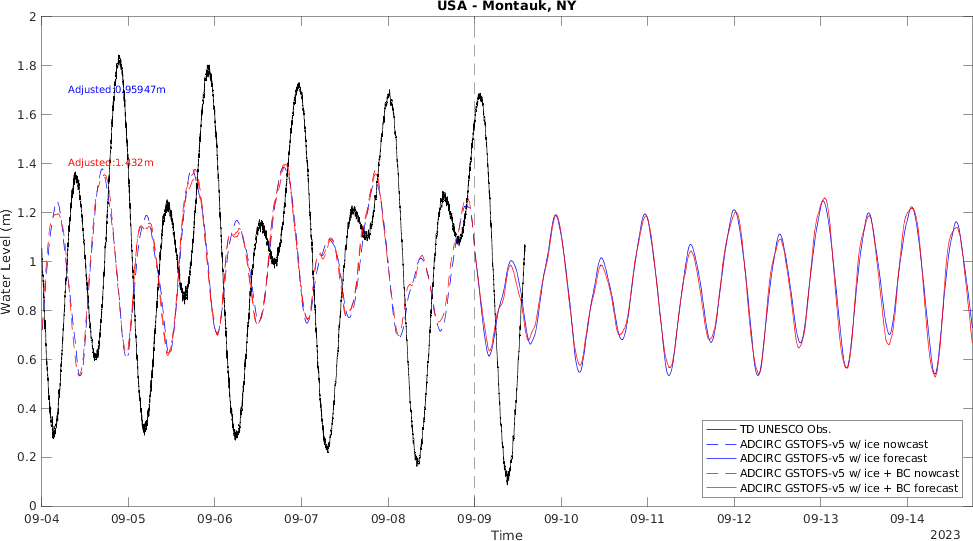 USA - Montauk, NY
2
1.8
1.6
1.4
1.2
1
0.8
0.6
0.4
0.2
0
Water Level (m)
Adjusted:0.95947m
Adjusted:1.432m
TD UNESCO Obs.
ADCIRC GSTOFS-v5 w/ ice nowcast
ADCIRC GSTOFS-v5 w/ ice forecast
ADCIRC GSTOFS-v5 w/ ice + BC nowcast
ADCIRC GSTOFS-v5 w/ ice + BC forecast
09-04 09-05 09-06 09-07 09-08 09-09 09-10 09-11 09-12 09-13 09-14
Time
2023